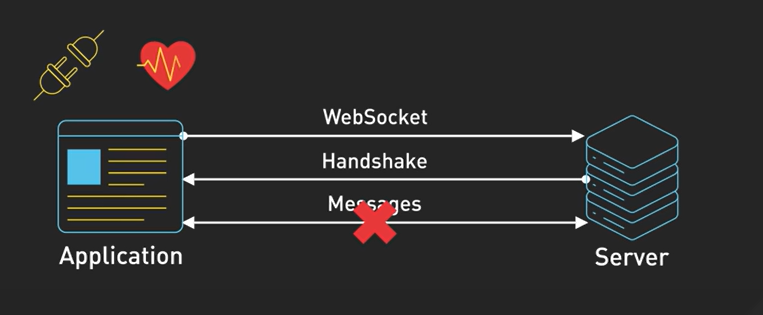 WebSocket
Handshake
Messages
Application
Server